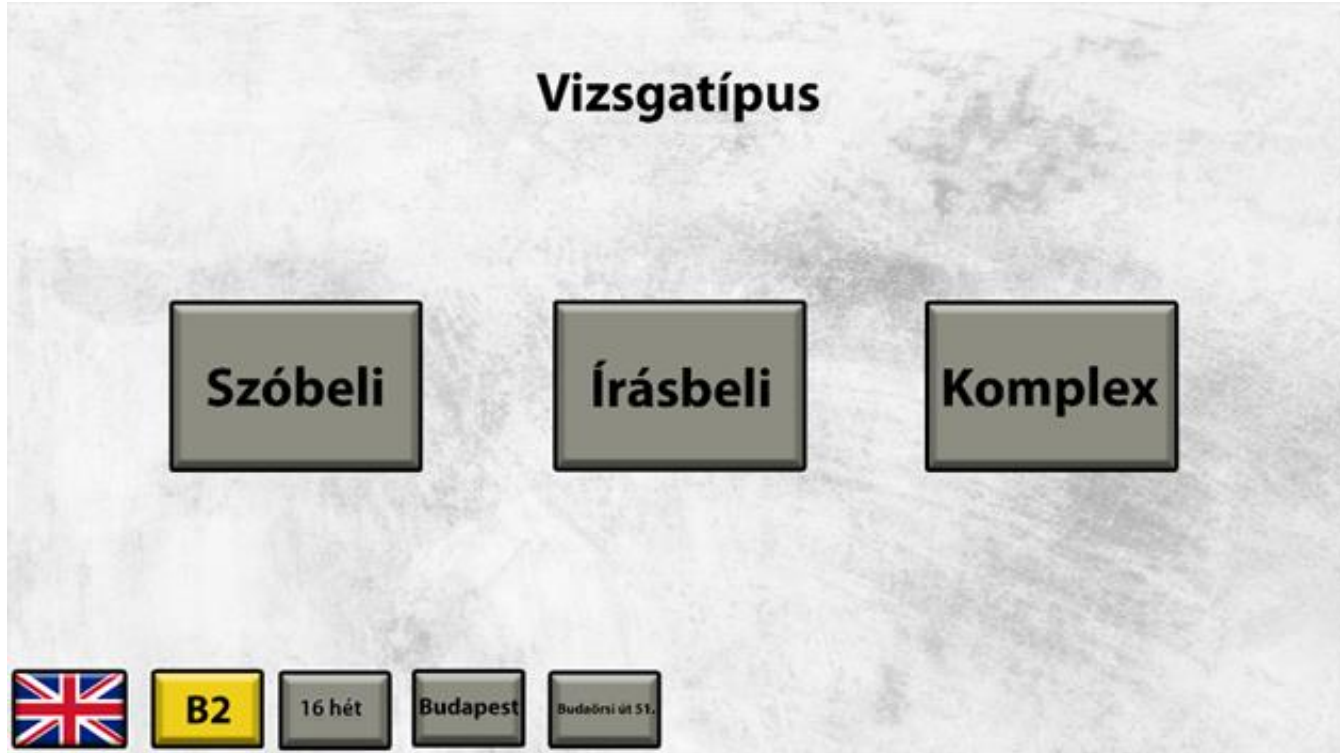 Vizsgatípus
Szóbeli
Írásbeli
Komplex
B2
16 hét
Budapest
Budaörsi út 51.